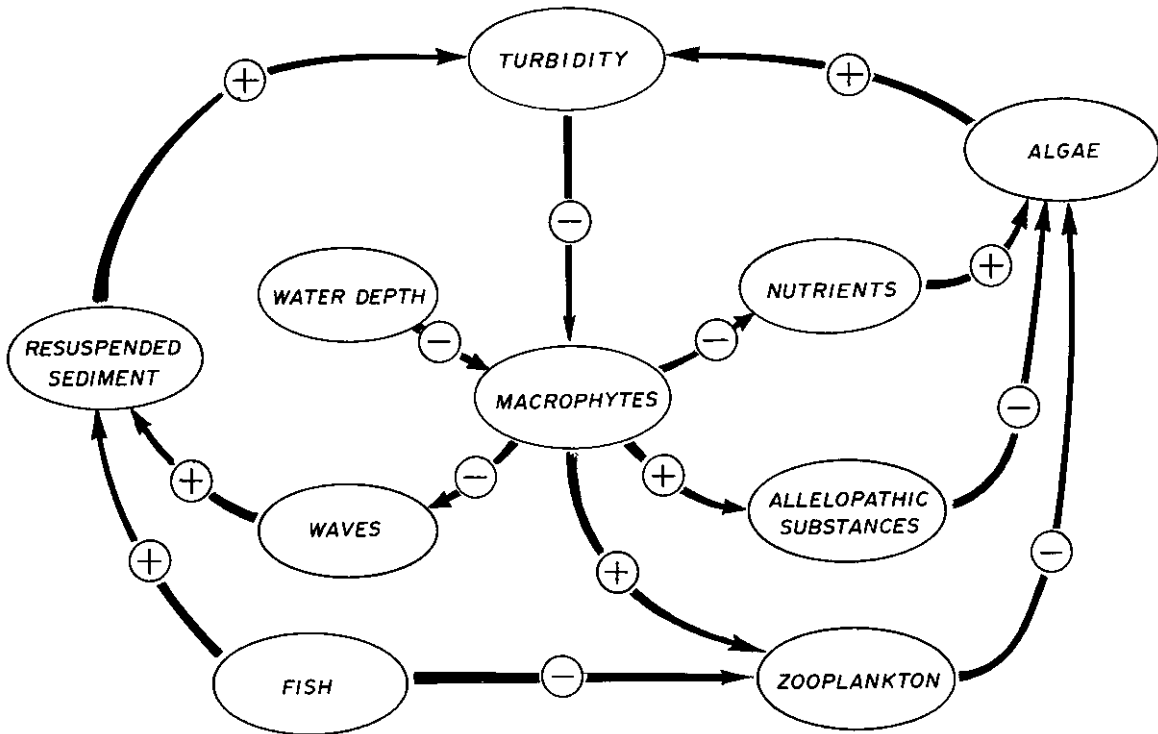 TURBIDITY
+
+
ALGAE
−
WATER DEPTH
NUTRIENTS
+
RESUSPENDED
SEDIMENT
−
−
MACROPHYTES
−
+
−
+
ALLELOPATHIC
SUBSTANCES
WAVES
+
+
−
FISH
−
ZOOPLANKTON